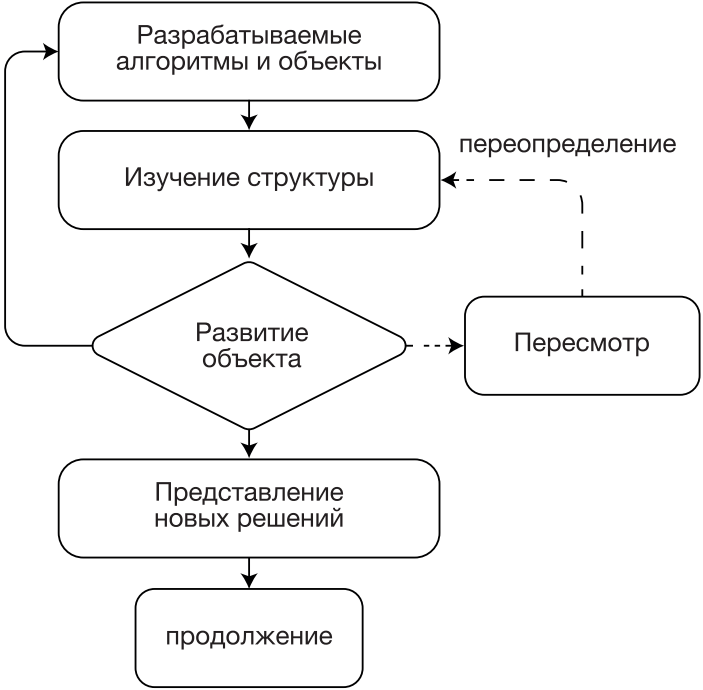 Разрабатываемые
алгоритмы и объекты
переопределение
Изучение структуры
Развитие
объекта
Пересмотр
Представление
новых решений
продолжение